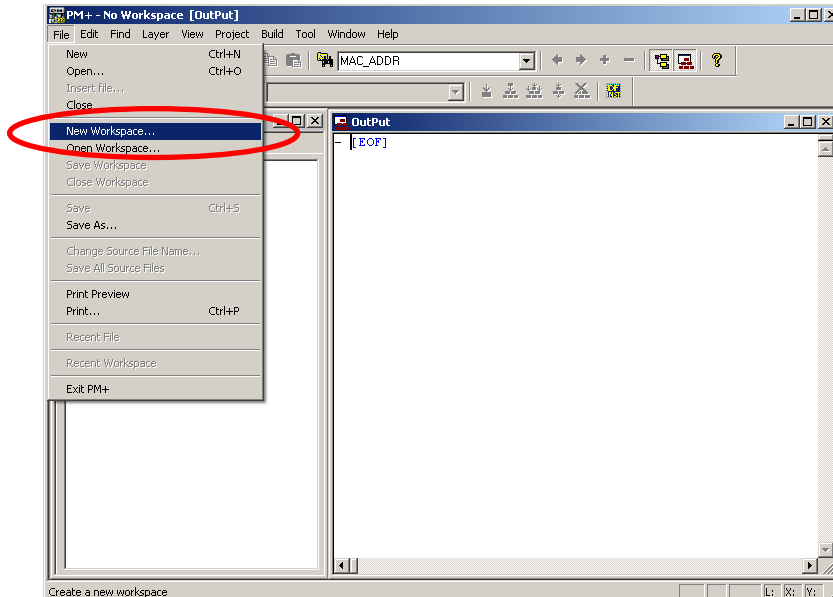 PM+ - No Workspace [OutPut]
File Edit Find Layer View Project Build Tool Window Help
MAC_ADDR
New Ctrl+N
Open... Ctrl+O
Insert file...
Close
New Workspace...
Open Workspace...
Save Workspace
Close Workspace
Save Ctrl+S
Save As...
Change Source File Name...
Save All Source Files
Print Preview
Print... Ctrl+P
Recent File
Recent Workspace
Exit PM+
OutPut
[EOF]
Create a new workspace
L: X: Y: